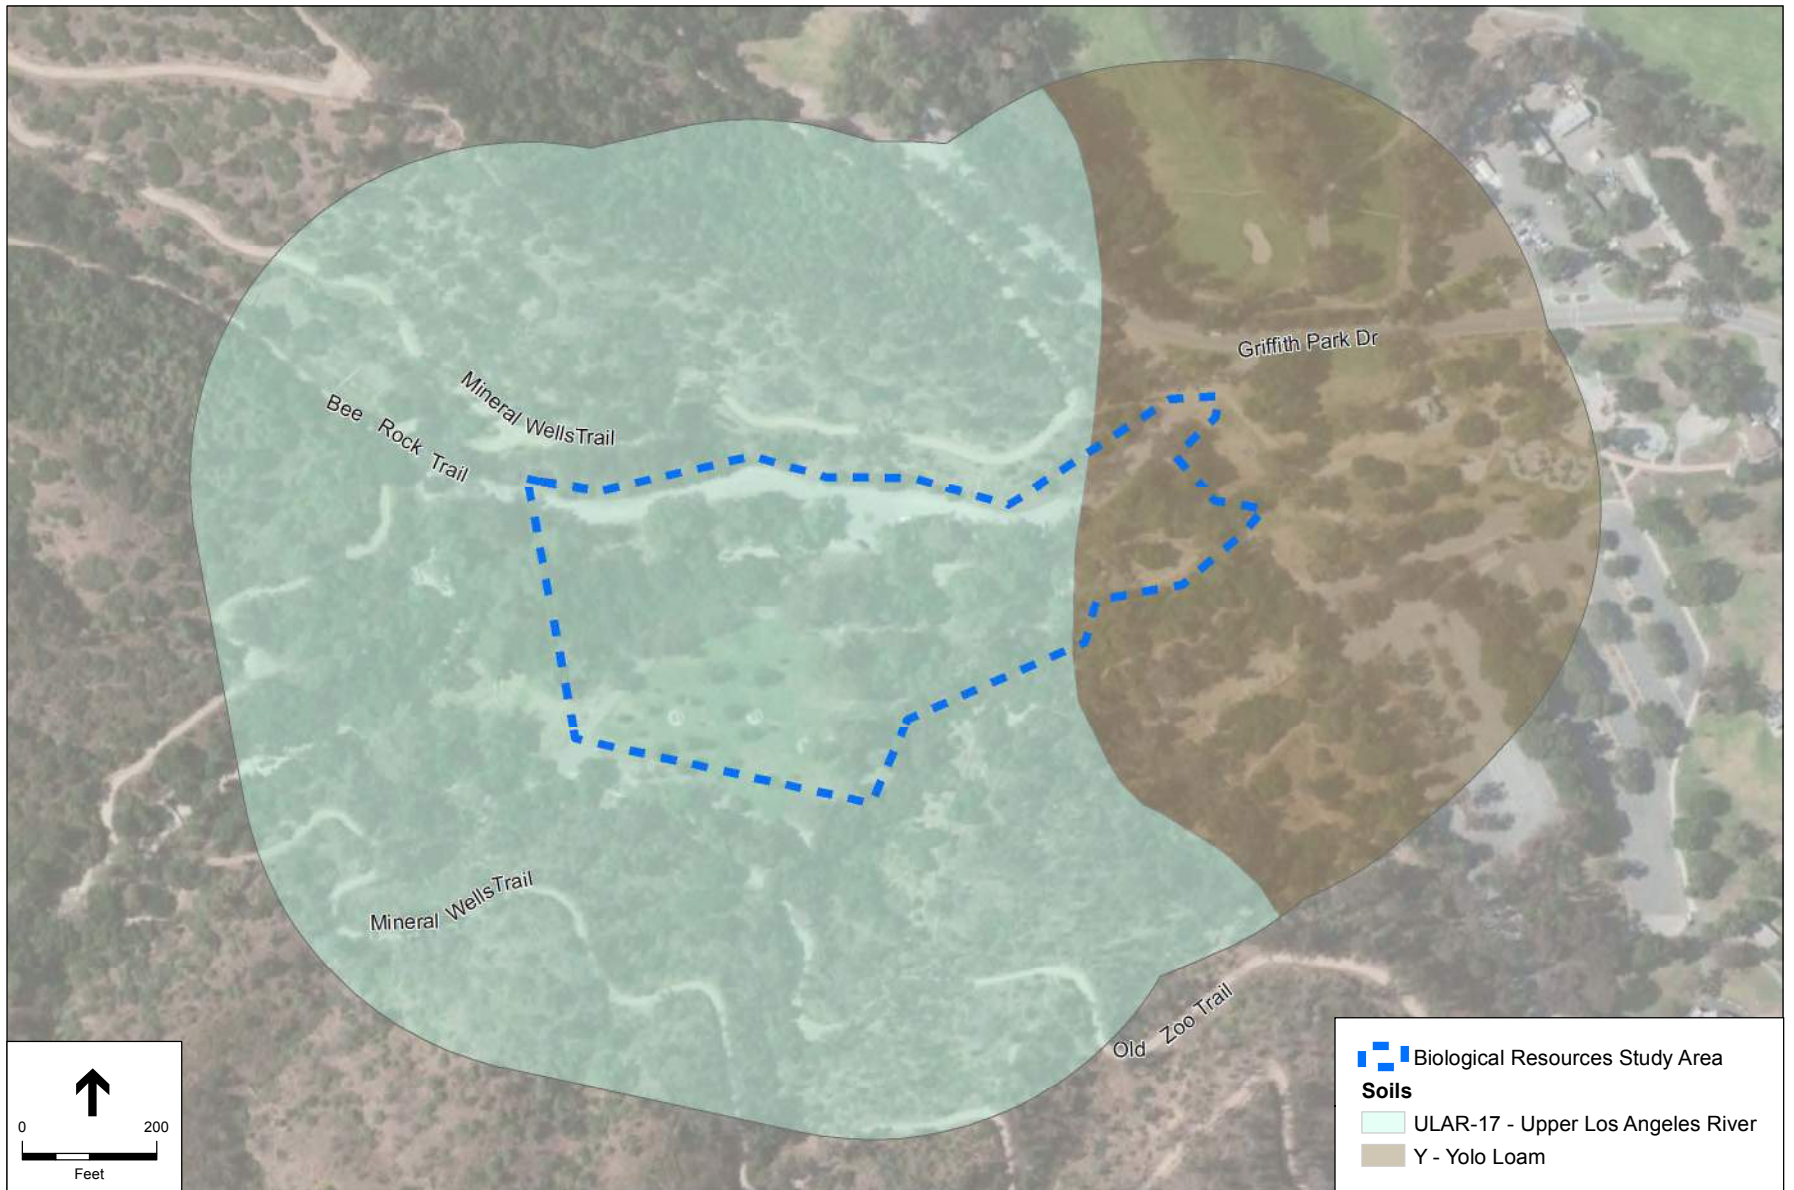 Griffith Park Dr
Mineral WellsTrail
Bee Rock Trail
Mineral WellsTrail
Old Zoo Trail
0 200
Feet
Biological Resources Study Area
Soils
ULAR-17 - Upper Los Angeles River
Y - Yolo Loam